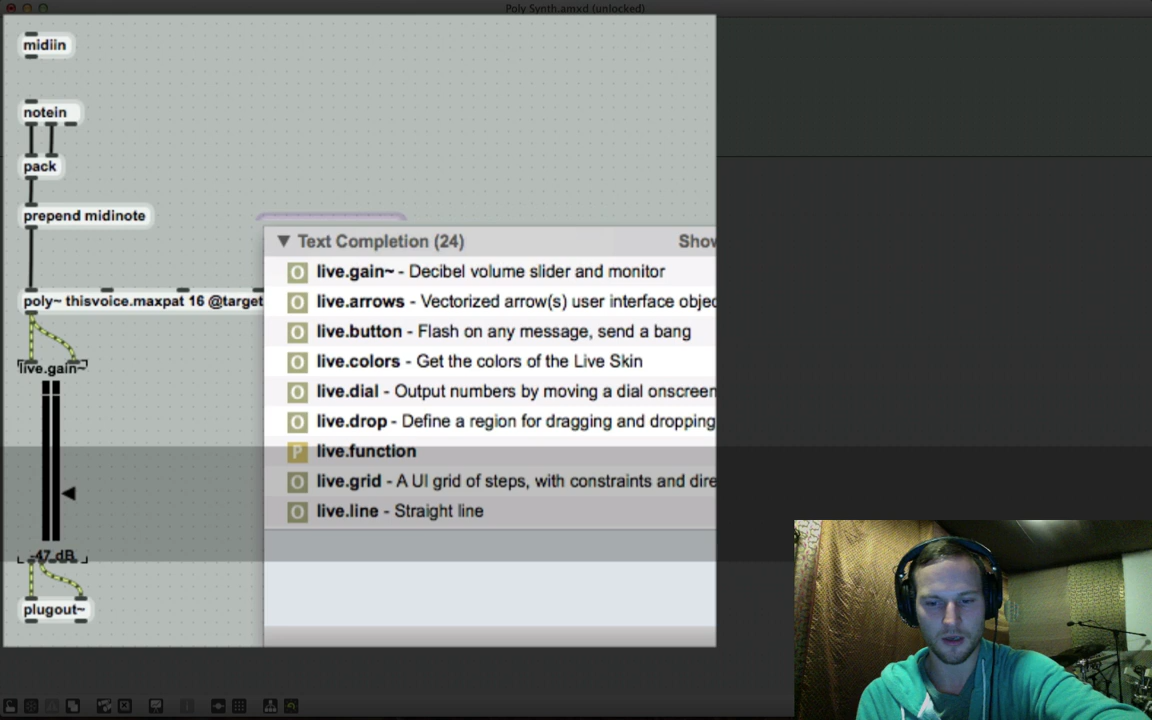 Poly Synth.amxd (unlocked)
midiin
notein
pack
prepend midinote
poly~ thisvoice.maxpat 16 @target
live.gain~
-47 dB
plugout~
Text Completion (24)
Show
O live.gain~ - Decibel volume slider and monitor
O live.arrows - Vectorized arrow(s) user interface objec
O live.button - Flash on any message, send a bang
O live.colors - Get the colors of the Live Skin
O live.dial - Output numbers by moving a dial onscreen
O live.drop - Define a region for dragging and dropping
P live.function
O live.grid - A UI grid of steps, with constraints and dire
O live.line - Straight line